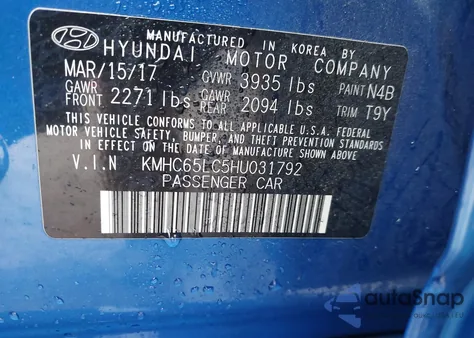 MANUFACTURED IN KOREA BY
HYUNDAI MOTOR COMPANY
MAR/15/17 GVWR 3935 lbs PAINT N4B
GAWR FRONT 2271 lbs GAWR REAR 2094 lbs TRIM T9Y
THIS VEHICLE CONFORMS TO ALL APPLICABLE U.S.A. FEDERAL
MOTOR VEHICLE SAFETY, BUMPER, AND THEFT PREVENTION STANDARDS
IN EFFECT ON THE DATE OF MANUFACTURE SHOWN ABOVE.
V.I.N KMHC65LC5HU031792
PASSENGER CAR
autoSnap